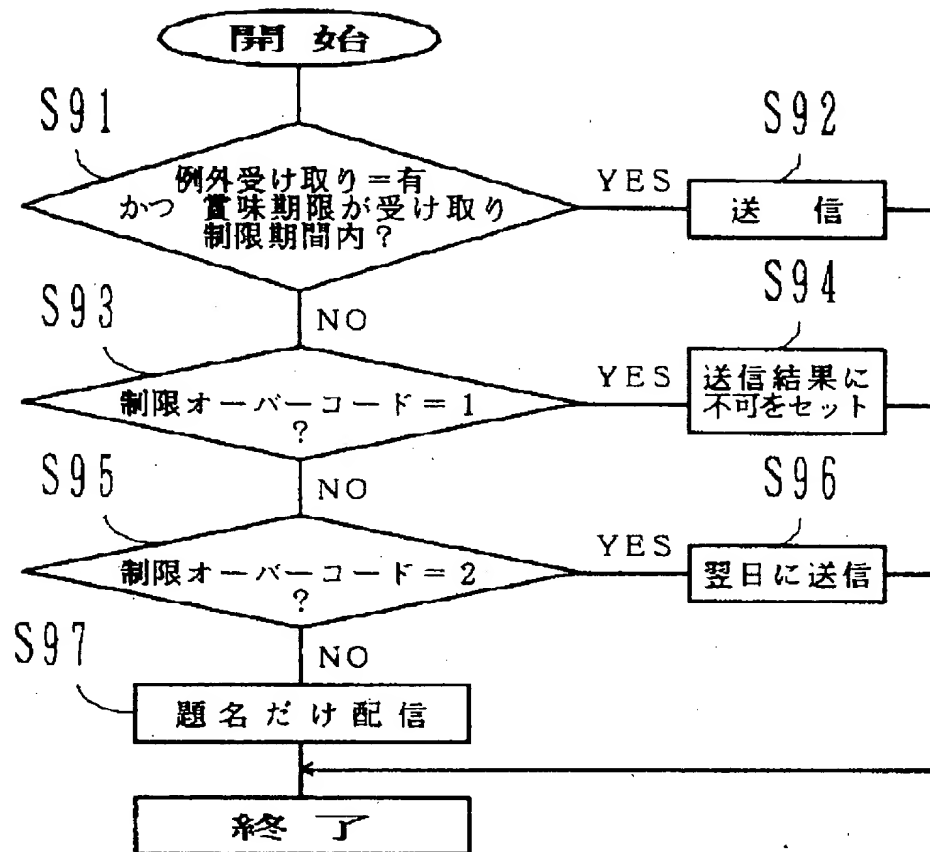 開始
S91
例外受け取り＝有
かつ 賞味期限が受け取り
制限期間内？
YES
S92
送信
NO
S93
制限オーバーコード＝1
？
YES
S94
送信結果に
不可をセット
NO
S95
制限オーバーコード＝2
？
YES
S96
翌日に送信
NO
S97
題名だけ配信
終了